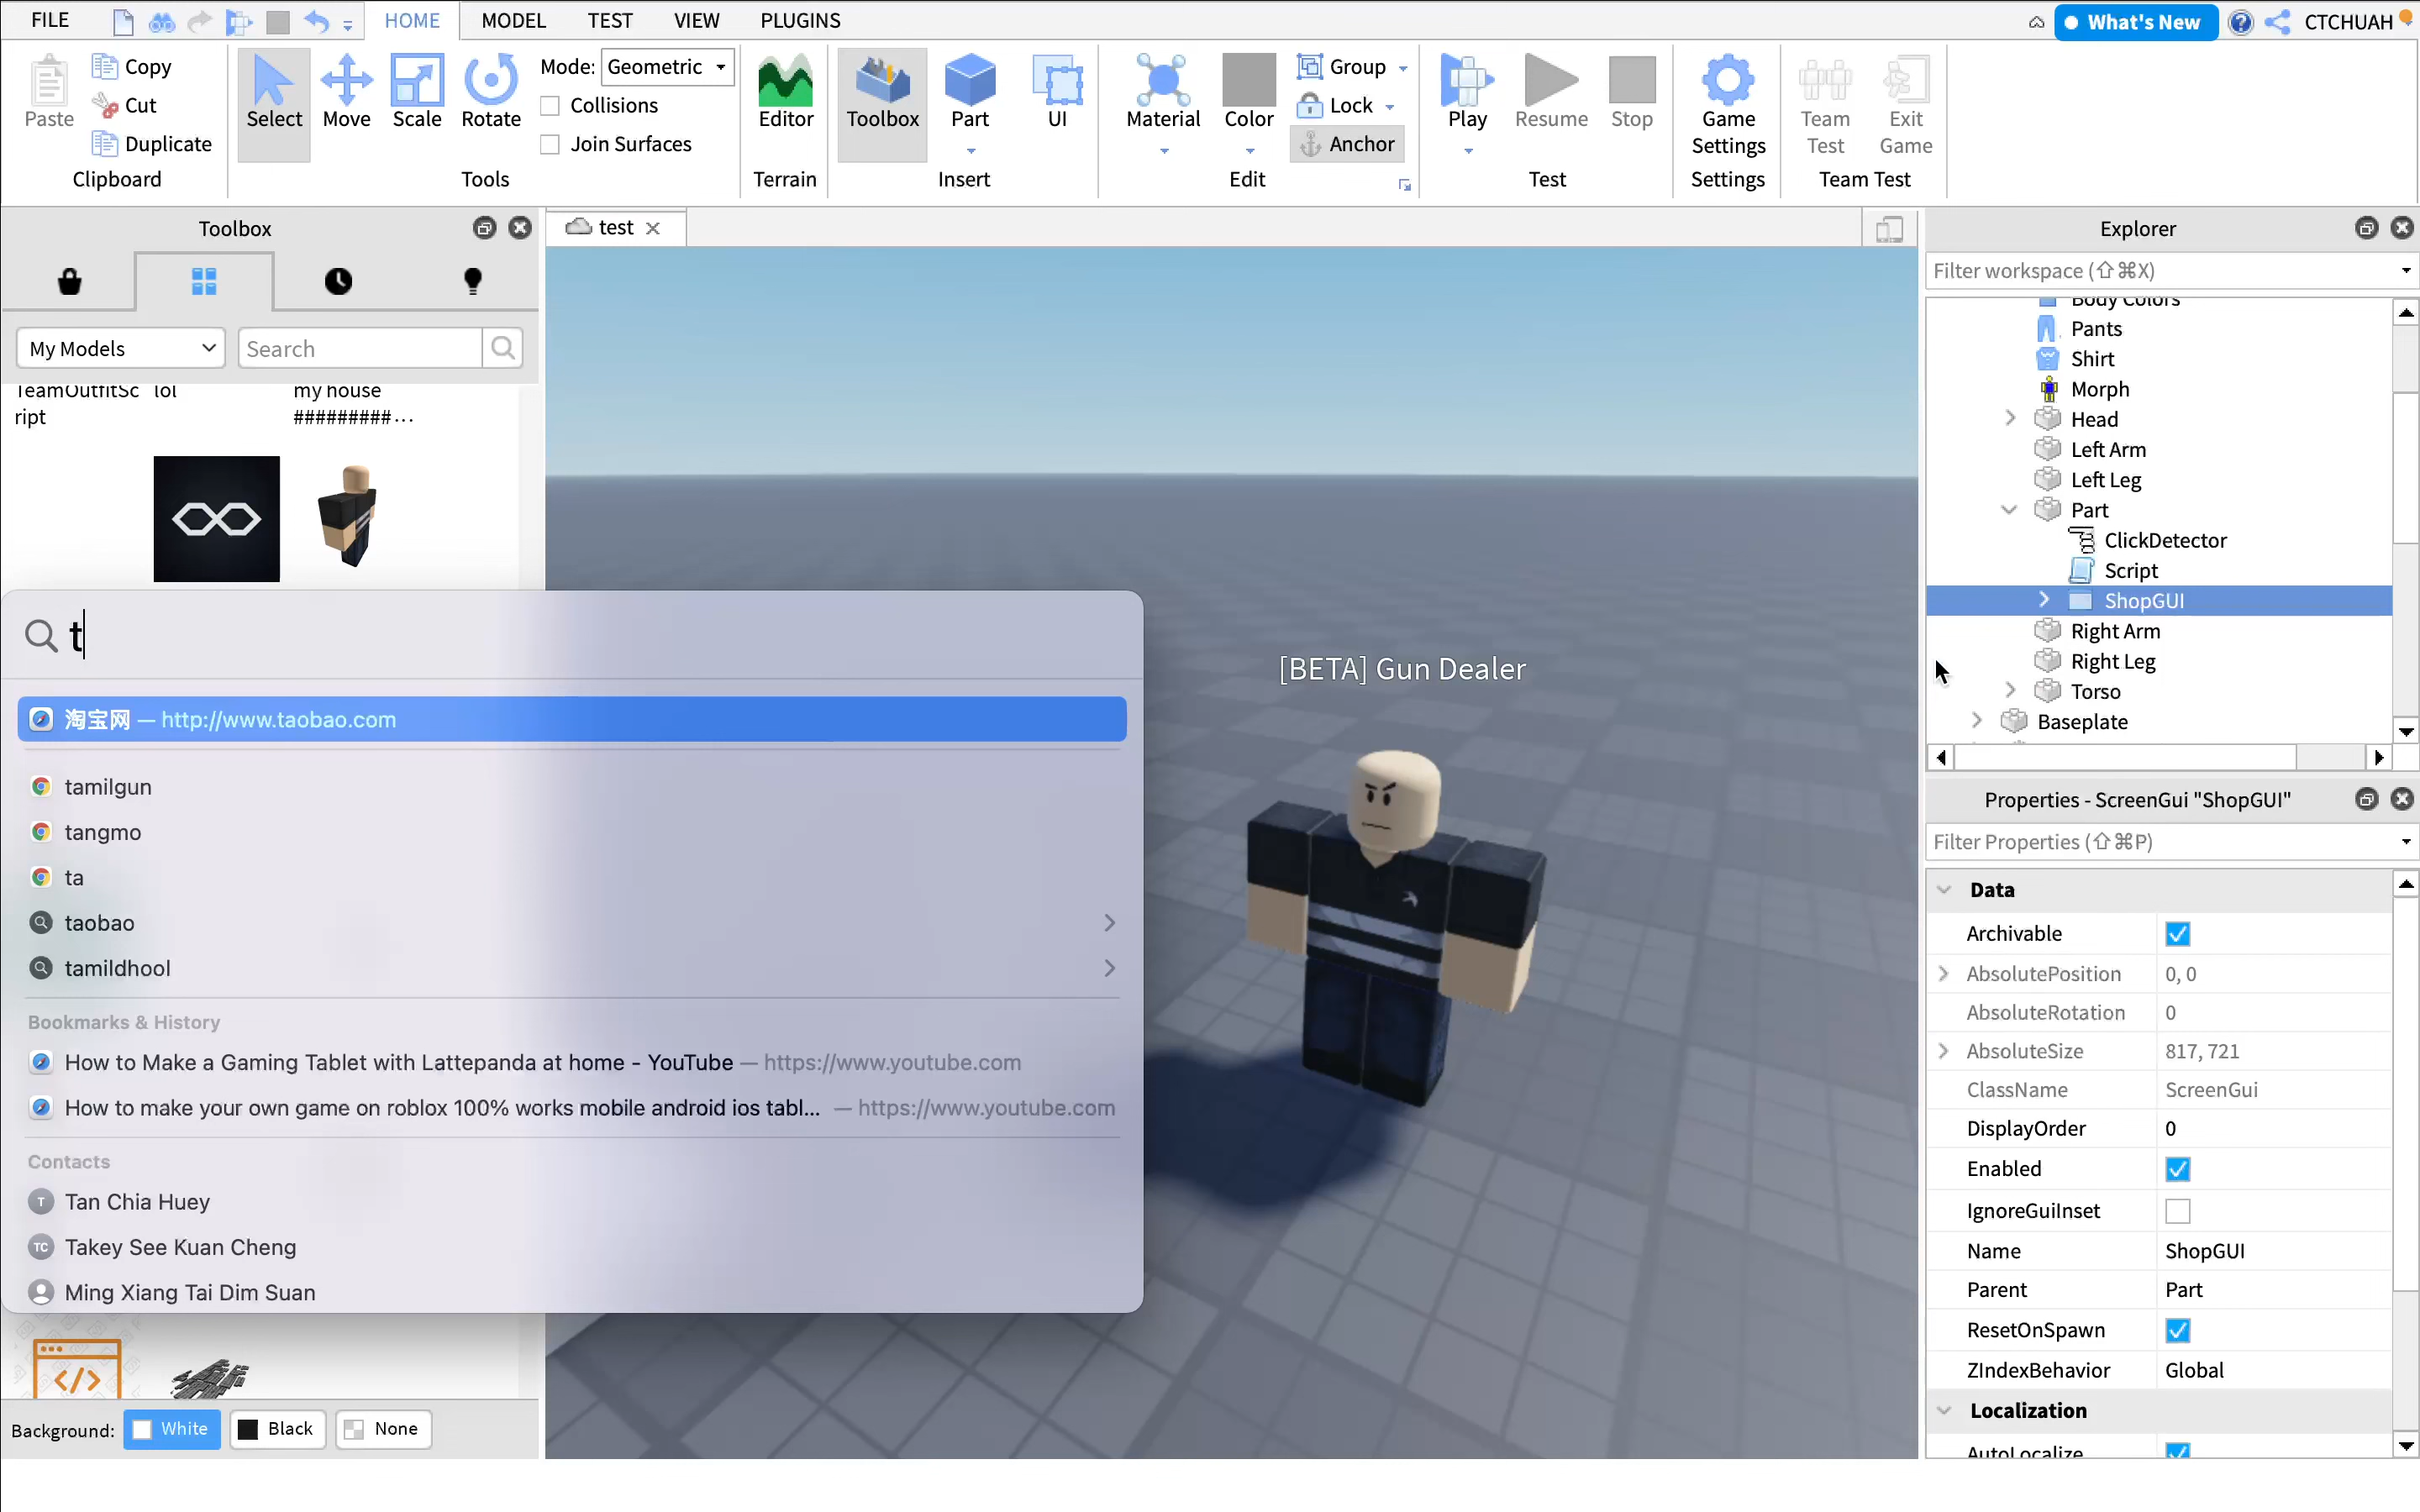 FILE
HOME
MODEL
TEST
VIEW
PLUGINS
What's New
CTCHUAH
Paste
Copy
Cut
Duplicate
Clipboard
Select
Move
Scale
Rotate
Mode: Geometric
Collisions
Join Surfaces
Tools
Editor
Terrain
Toolbox
Part
UI
Insert
Material
Color
Group
Lock
Anchor
Edit
Play
Resume
Stop
Test
Game
Settings
Settings
Team
Test
Exit
Game
Team Test
Toolbox
My Models
Search
TeamOutfitSc
ript
lol
my house
#########...
test
[BETA] Gun Dealer
t
淘宝网 — http://www.taobao.com
tamilgun
tangmo
ta
taobao
tamildhool
Bookmarks & History
How to Make a Gaming Tablet with Lattepanda at home - YouTube — https://www.youtube.com
How to make your own game on roblox 100% works mobile android ios tabl... — https://www.youtube.com
Contacts
T Tan Chia Huey
TC Takey See Kuan Cheng
Ming Xiang Tai Dim Suan
Background:
White
Black
None
Explorer
Filter workspace (⇧⌘X)
Body Colors
Pants
Shirt
Morph
Head
Left Arm
Left Leg
Part
ClickDetector
Script
ShopGUI
Right Arm
Right Leg
Torso
Baseplate
Properties - ScreenGui "ShopGUI"
Filter Properties (⇧⌘P)
Data
Archivable
AbsolutePosition 0, 0
AbsoluteRotation 0
AbsoluteSize 817, 721
ClassName ScreenGui
DisplayOrder 0
Enabled
IgnoreGuiInset
Name ShopGUI
Parent Part
ResetOnSpawn
ZIndexBehavior Global
Localization
AutoLocalize